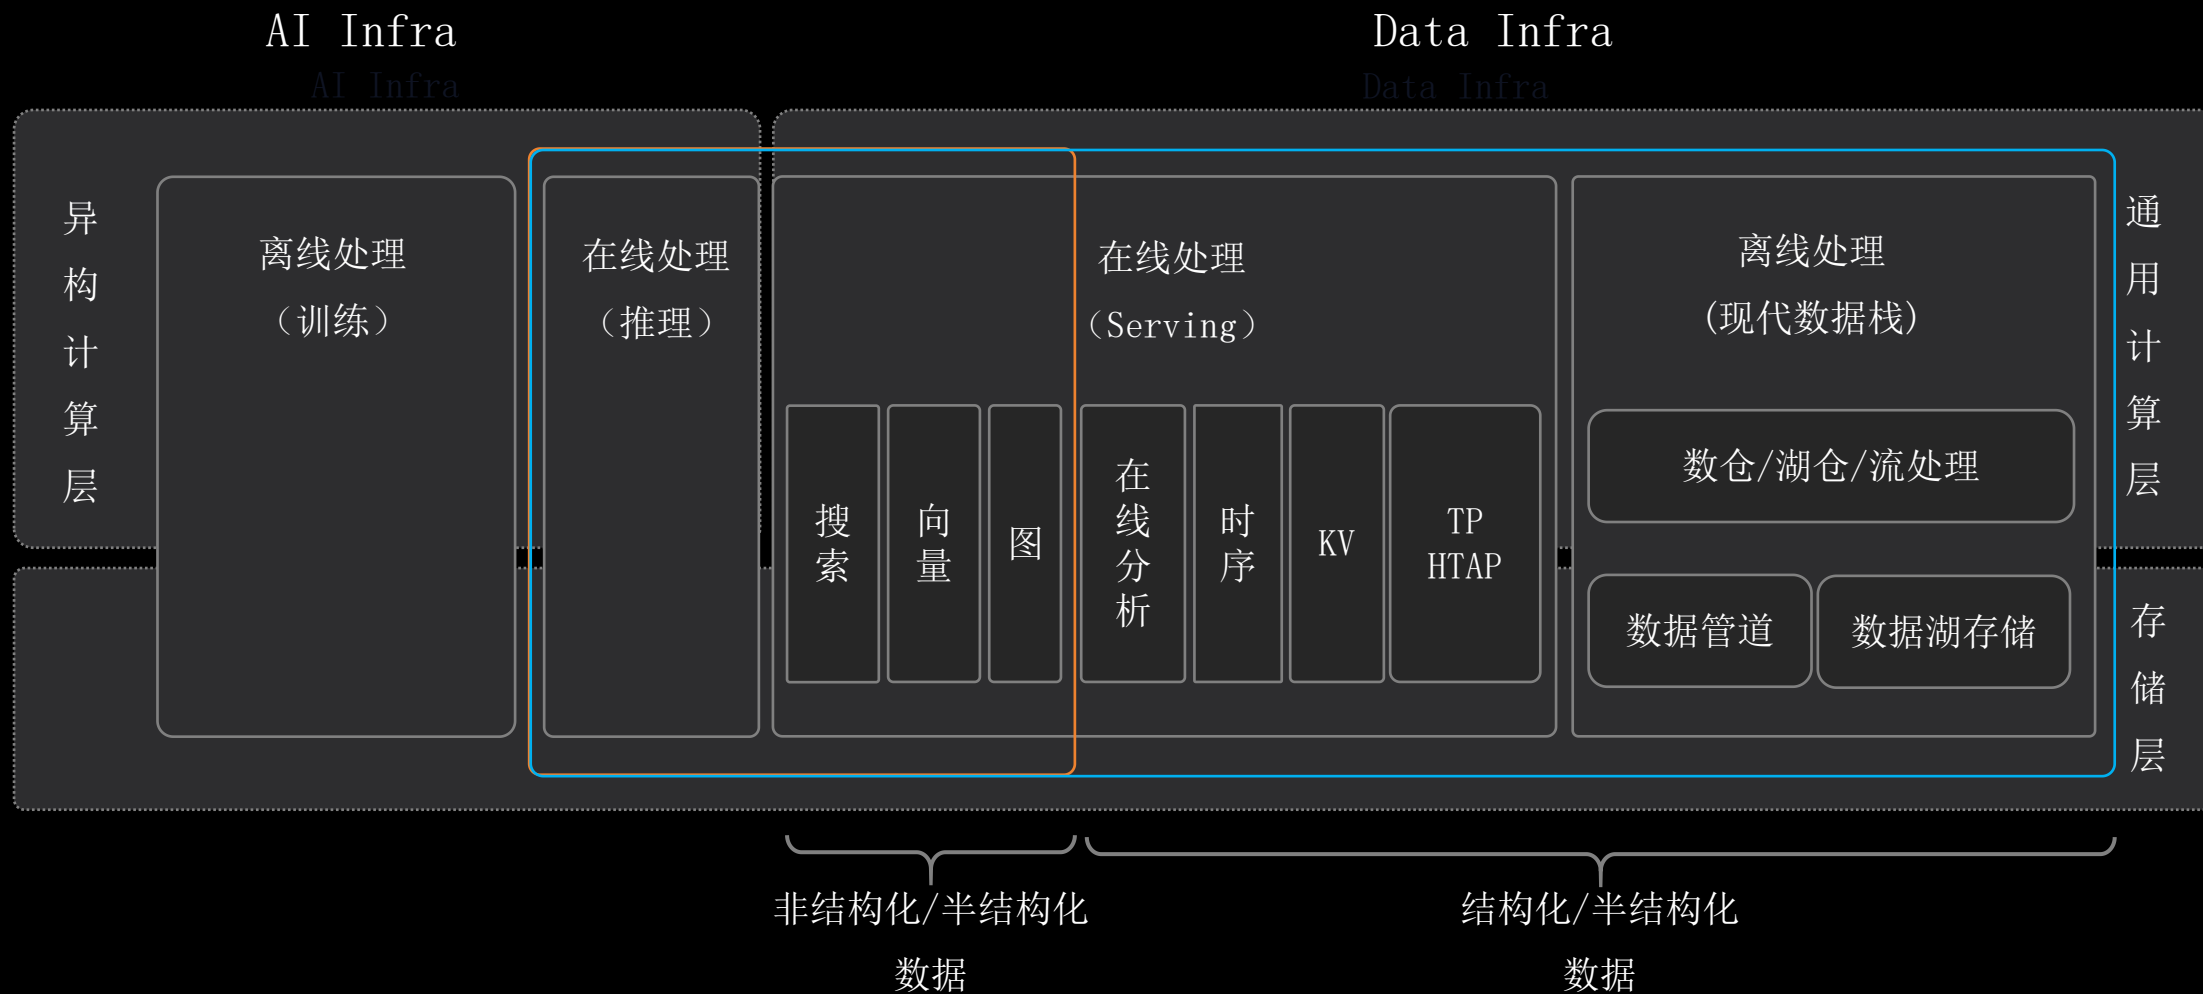 AI Infra
Data Infra
AI Infra
Data Infra
异
构
计
算
层
离线处理
（训练）
在线处理
（推理）
在线处理
（Serving）
搜
索
向
量
图
在
线
分
析
时
序
KV
TP
HTAP
离线处理
(现代数据栈)
数仓/湖仓/流处理
数据管道
数据湖存储
通
用
计
算
层
存
储
层
非结构化/半结构化
数据
结构化/半结构化
数据